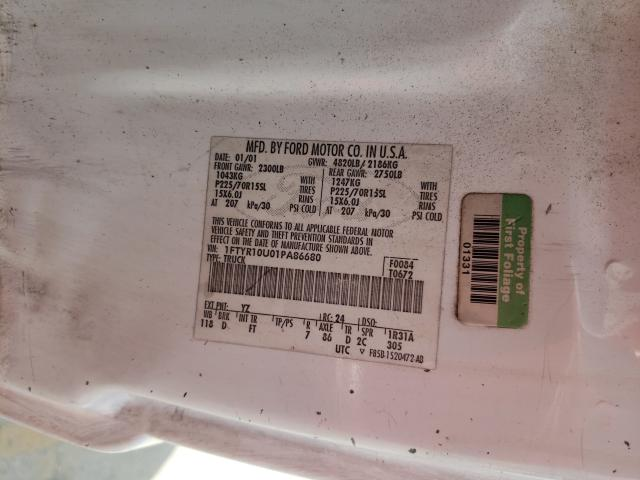 MFD. BY FORD MOTOR CO. IN U.S.A.
DATE: 01/01 GVWR: 4820LB / 2186KG
FRONT GAWR: 2300LB REAR GAWR: 2750LB
1043KG WITH 1247KG WITH
P225/70R15SL TIRES P225/70R15SL TIRES
15X6.0J RIMS 15X6.0J RIMS
AT 207 kPa/30 PSI COLD AT 207 kPa/30 PSI COLD
THIS VEHICLE CONFORMS TO ALL APPLICABLE FEDERAL MOTOR
VEHICLE SAFETY AND THEFT PREVENTION STANDARDS IN
EFFECT ON THE DATE OF MANUFACTURE SHOWN ABOVE.
VIN: 1FTYR10U01PA86680 F0084
TYPE: TRUCK T0672
EXT.PNT: YZ RC: 24 DSO:
WB BRK INT TR TP/PS R AXLE TR SPR 1R31A
118 D FT 7 86 D 2C 305
UTC ▽ F85B-1520472-AB
Property of
First Foliage
01331